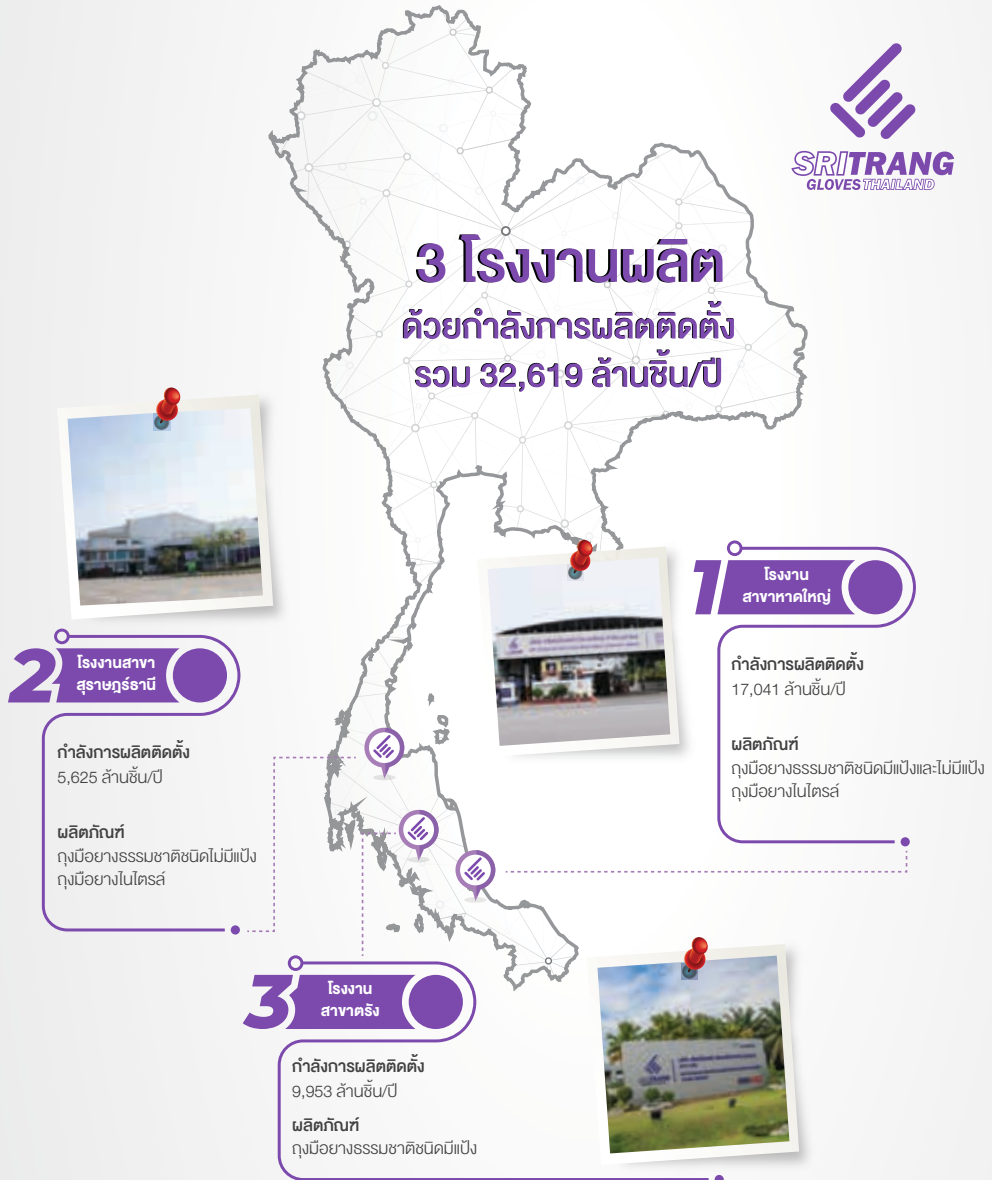 SRITRANG
GLOVES THAILAND
3 โรงงานผลิต
ด้วยกำลังการผลิตติดตั้ง
รวม 32,619 ล้านชิ้น/ปี
1
โรงงาน
สาขาหาดใหญ่
กำลังการผลิตติดตั้ง
17,041 ล้านชิ้น/ปี
ผลิตภัณฑ์
ถุงมือยางธรรมชาติชนิดมีแป้งและไม่มีแป้ง
ถุงมือยางไนไตรล์
2
โรงงานสาขา
สุราษฎร์ธานี
กำลังการผลิตติดตั้ง
5,625 ล้านชิ้น/ปี
ผลิตภัณฑ์
ถุงมือยางธรรมชาติชนิดไม่มีแป้ง
ถุงมือยางไนไตรล์
3
โรงงาน
สาขาตรัง
กำลังการผลิตติดตั้ง
9,953 ล้านชิ้น/ปี
ผลิตภัณฑ์
ถุงมือยางธรรมชาติชนิดมีแป้ง
SRITRANG